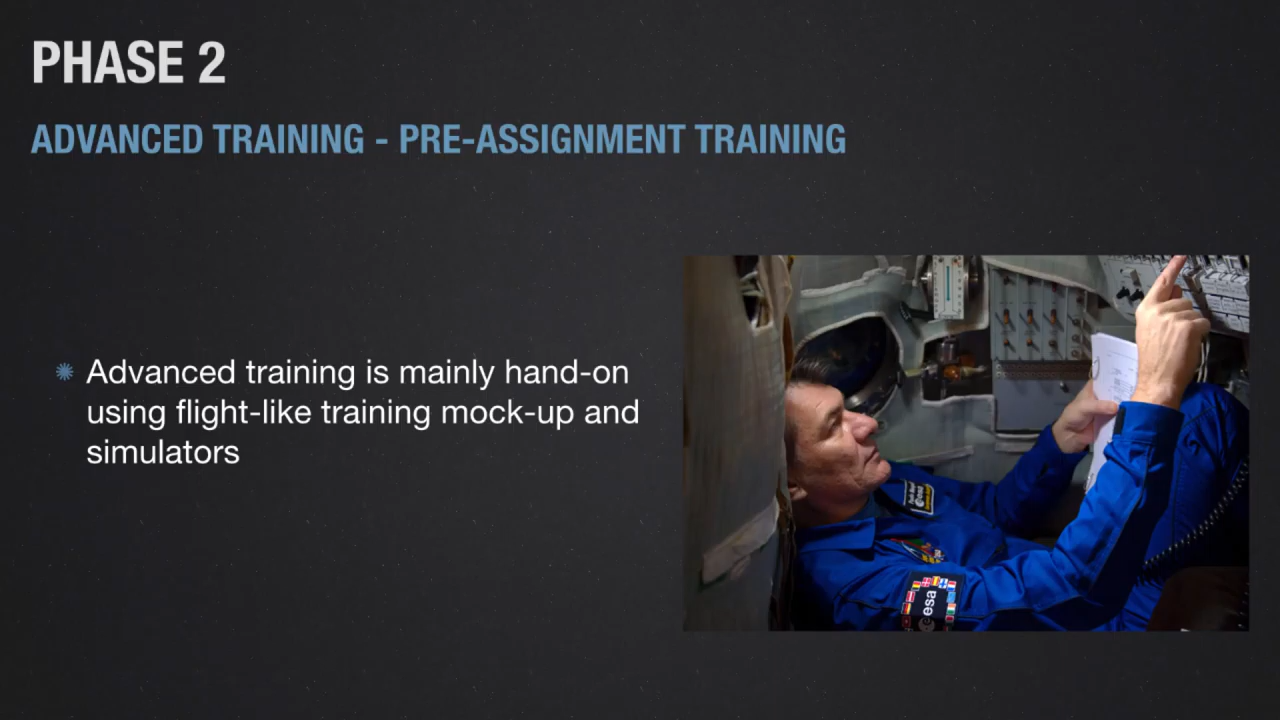 PHASE 2
ADVANCED TRAINING - PRE-ASSIGNMENT TRAINING
Advanced training is mainly hand-on
using flight-like training mock-up and
simulators
esa